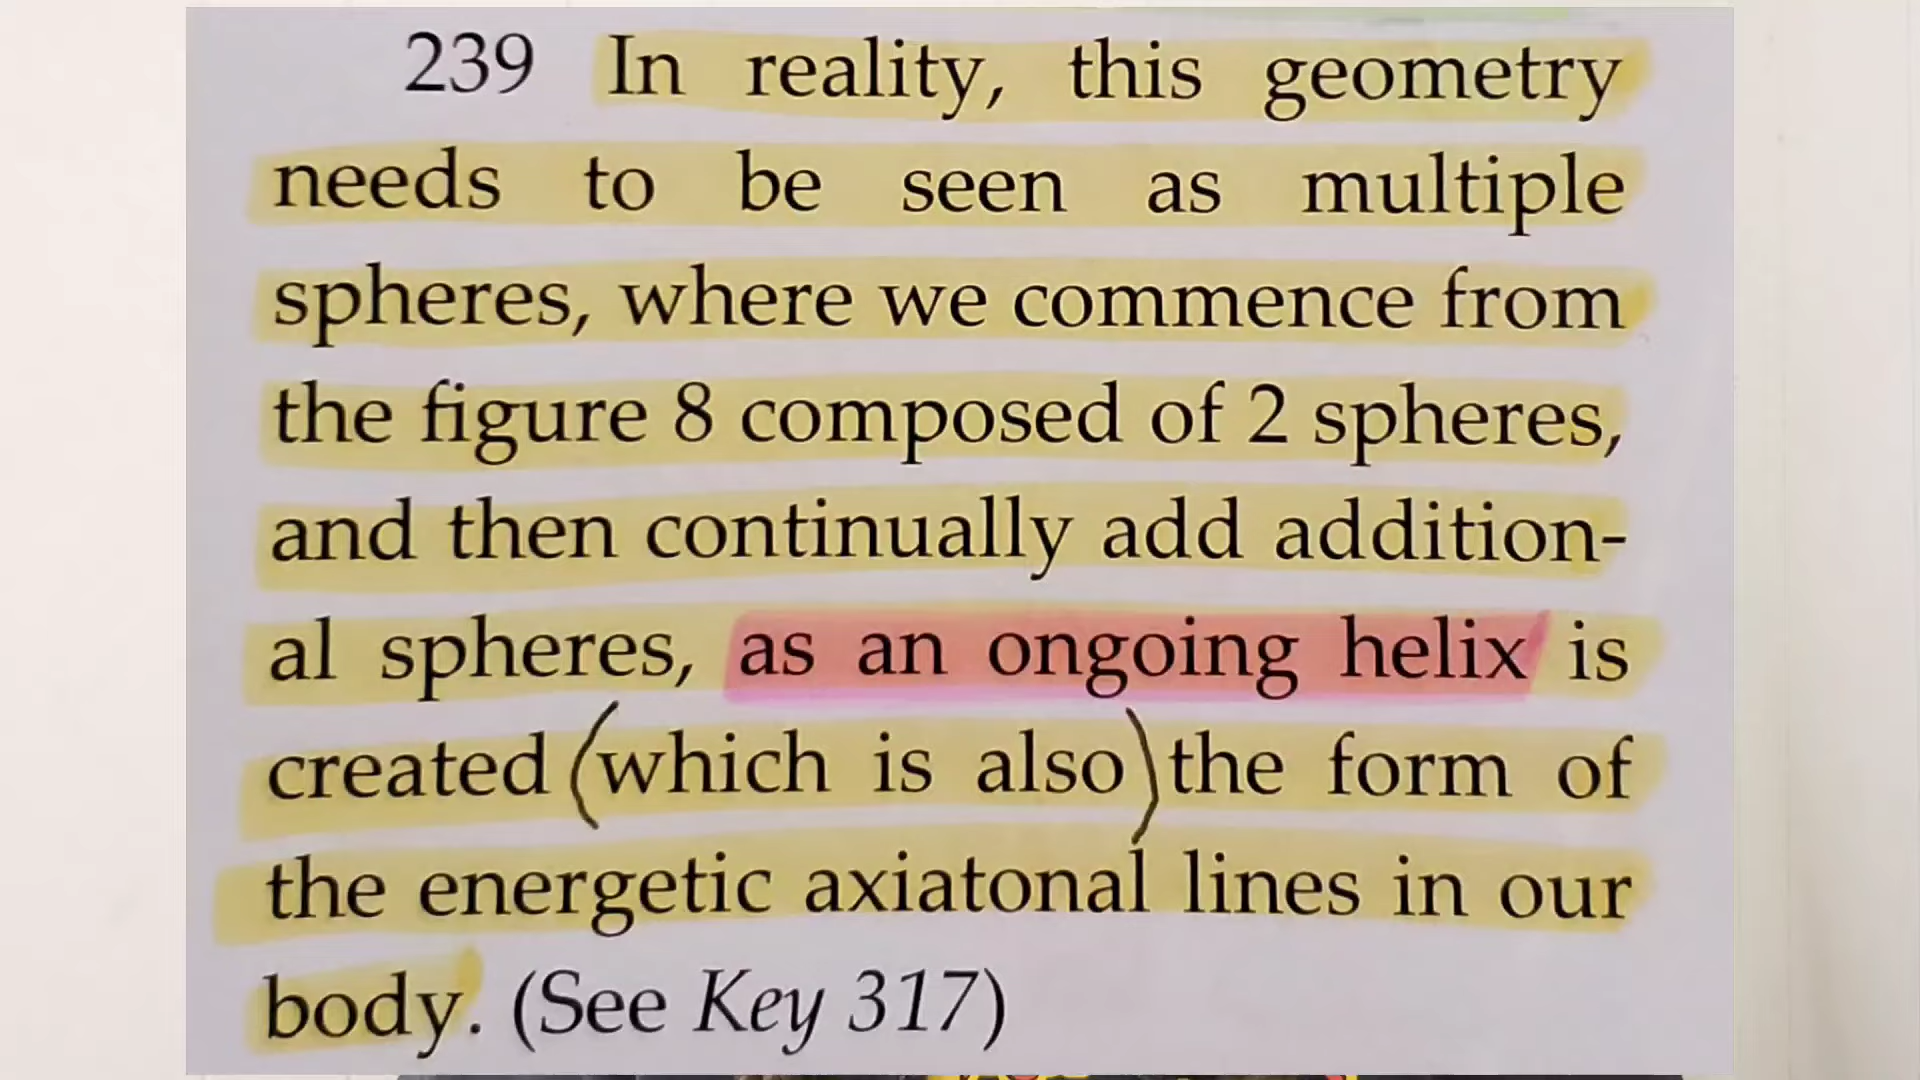 239 In reality, this geometry
needs to be seen as multiple
spheres, where we commence from
the figure 8 composed of 2 spheres,
and then continually add addition-
al spheres, as an ongoing helix is
created (which is also) the form of
the energetic axiatonal lines in our
body. (See Key 317)